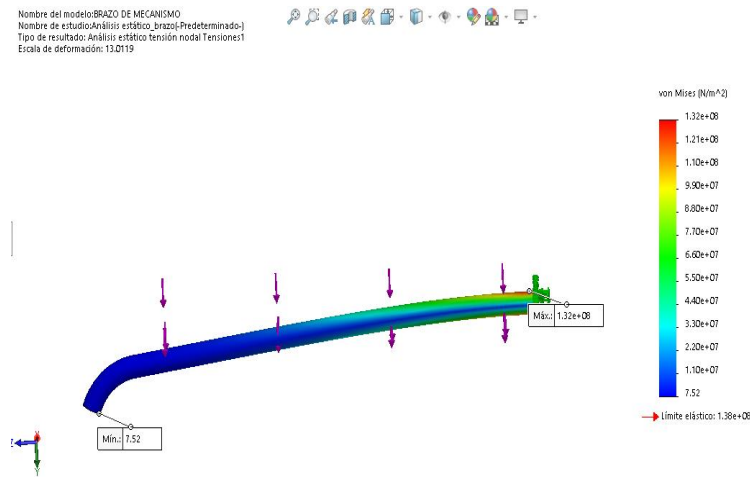 Nombre del modelo:BRAZO DE MECANISMO
Nombre de estudio:Análisis estático_brazo(-Predeterminado-)
Tipo de resultado: Análisis estático tensión nodal Tensiones1
Escala de deformación: 13.0119
von Mises (N/m^2)
1.32e+08
1.21e+08
1.10e+08
9.90e+07
8.80e+07
7.70e+07
6.60e+07
5.50e+07
4.40e+07
3.30e+07
2.20e+07
1.10e+07
7.52
Límite elástico: 1.38e+08
Máx.: 1.32e+08
Mín.: 7.52
Z
X
Y